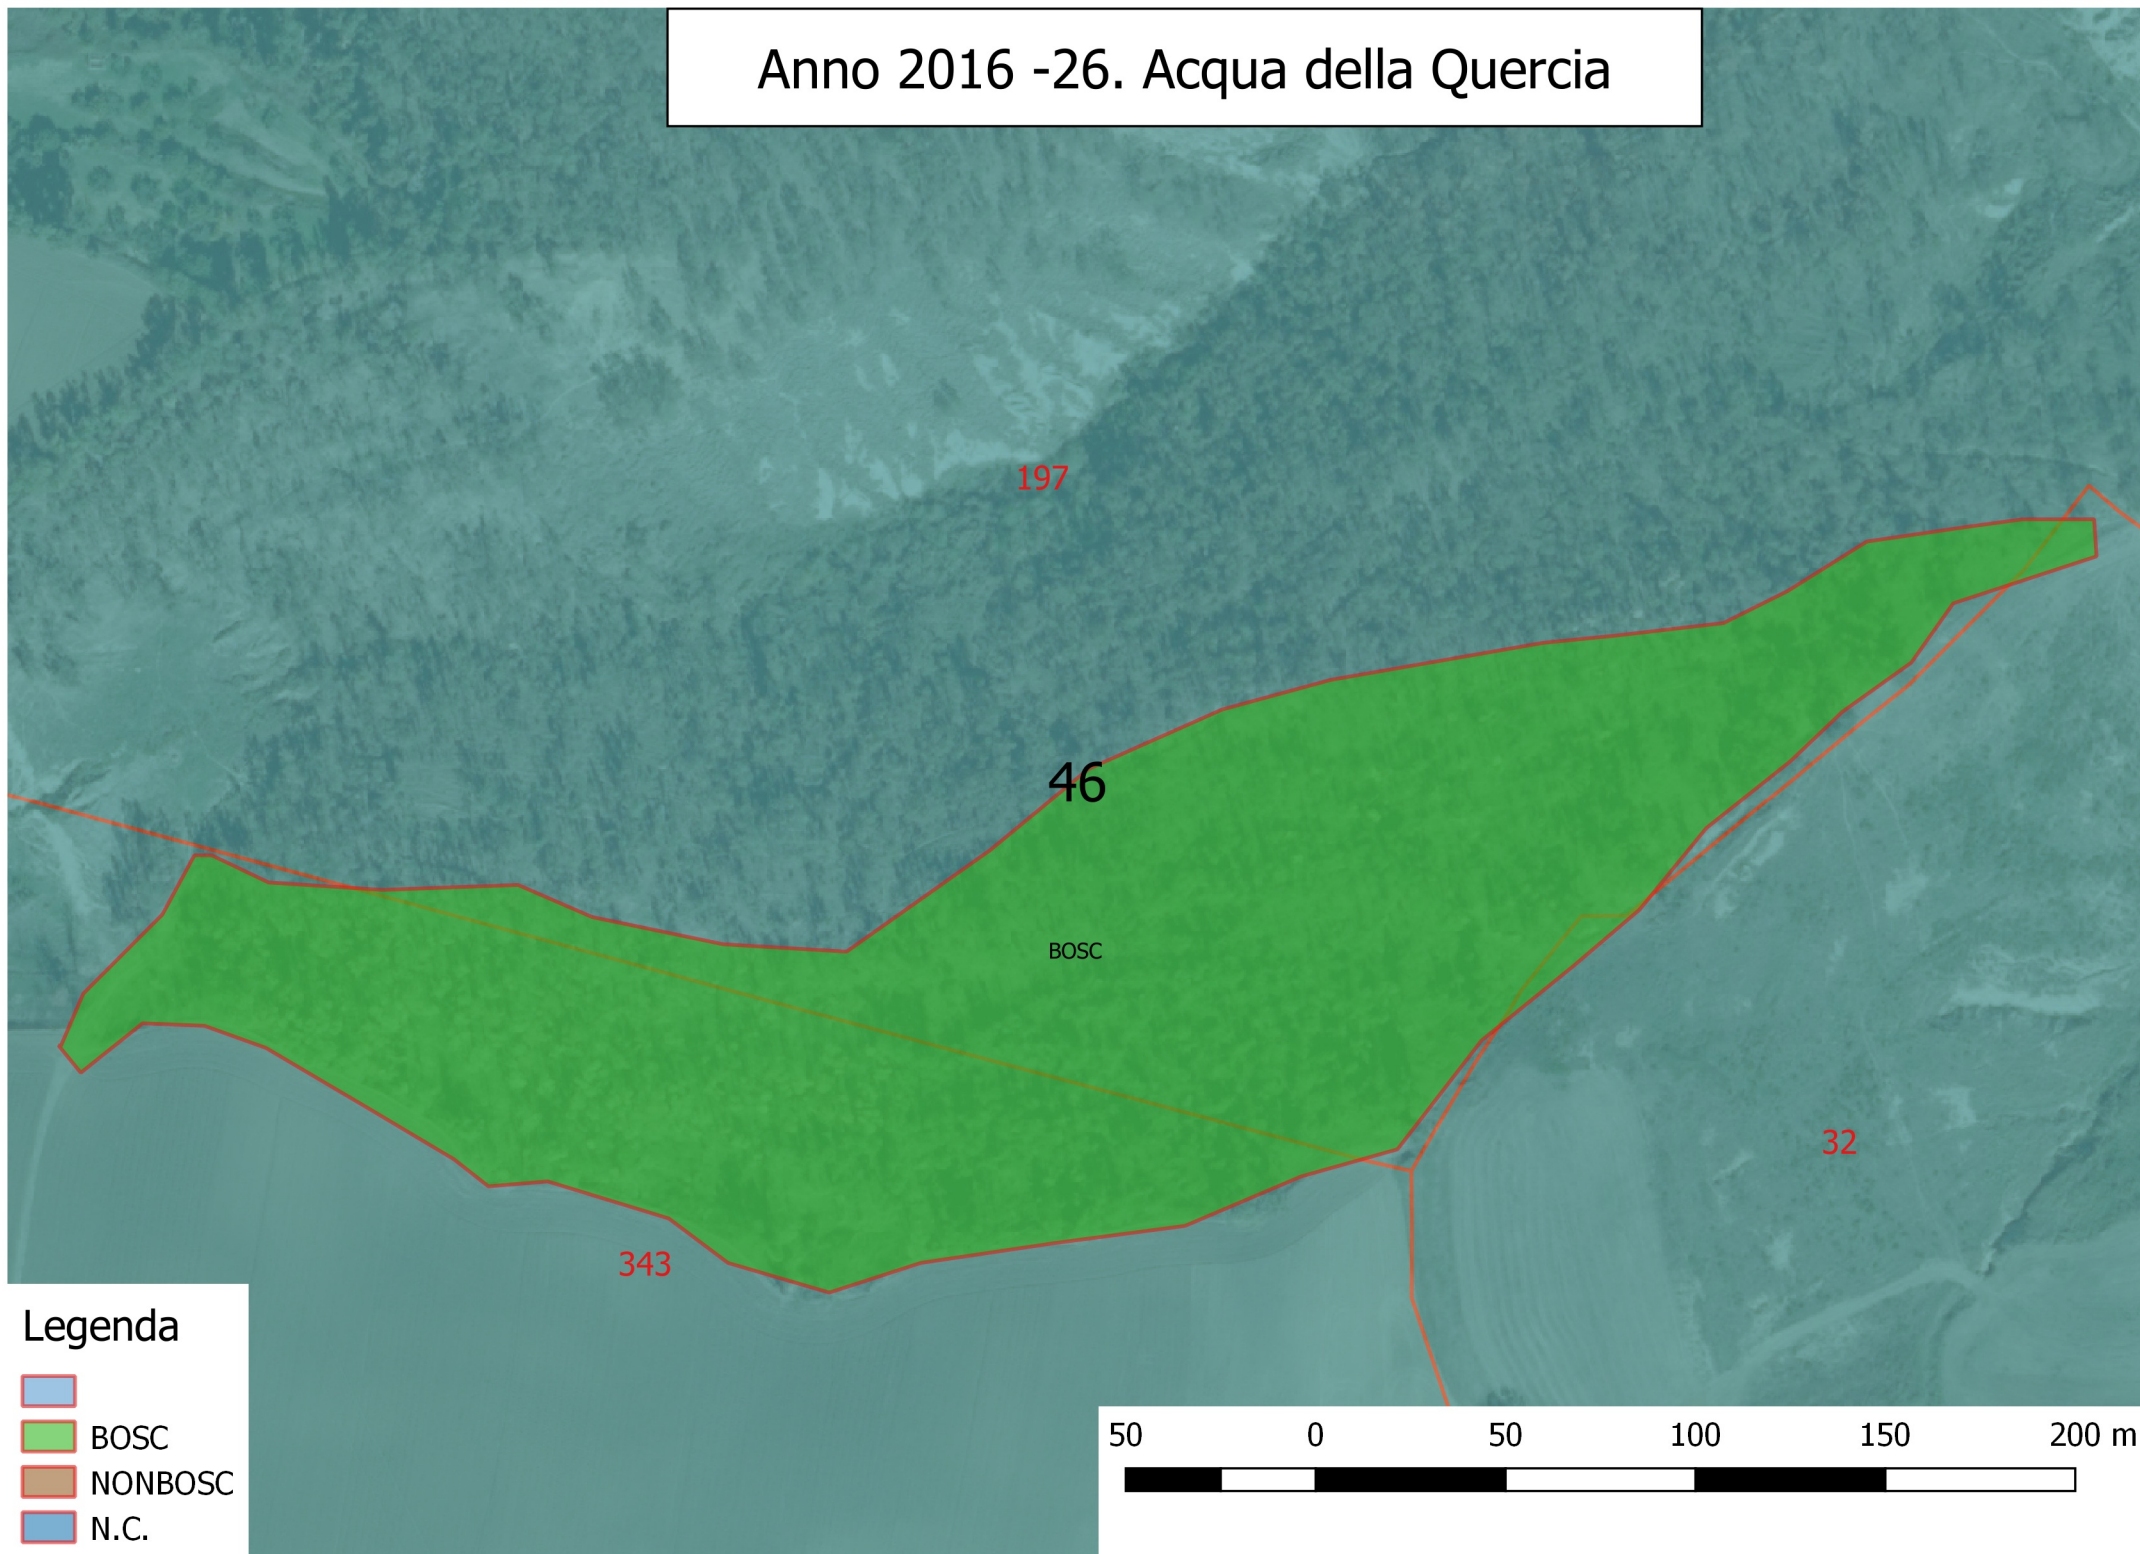 Anno 2016 -26. Acqua della Quercia
197
46
BOSC
32
343
Legenda
BOSC
NONBOSC
N.C.
50 0 50 100 150 200 m